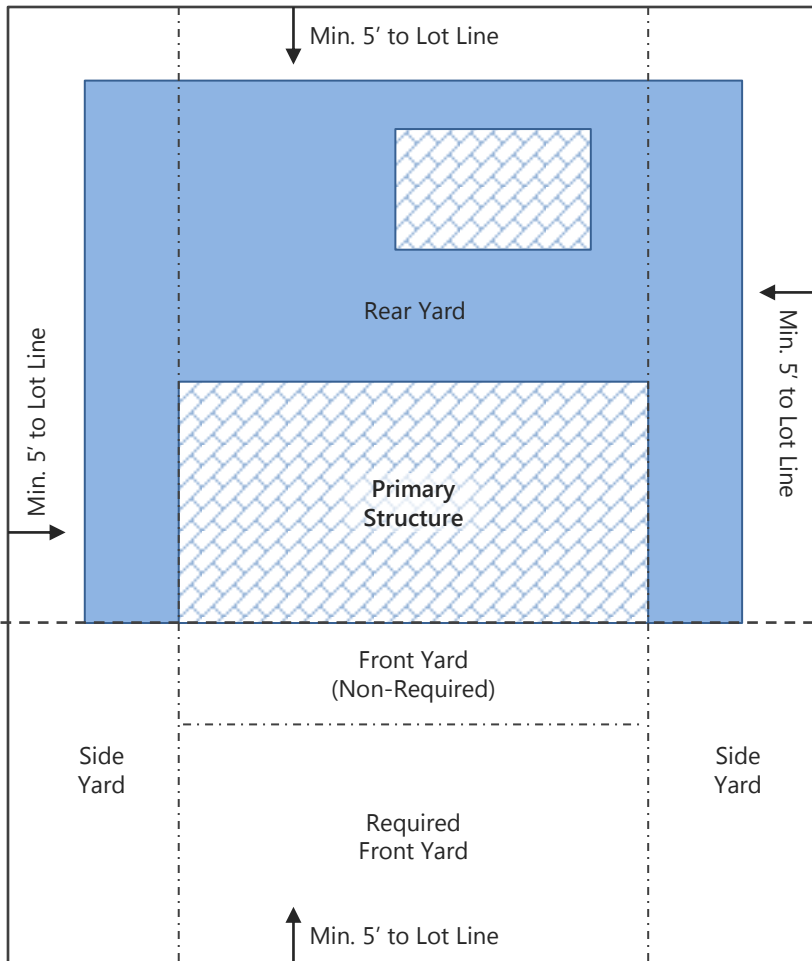 Min. 5’ to Lot Line
Rear Yard
Min. 5’ to Lot Line
Min. 5’ to Lot Line
Primary
Structure
Front Yard
(Non-Required)
Side
Yard
Side
Yard
Required
Front Yard
Min. 5’ to Lot Line